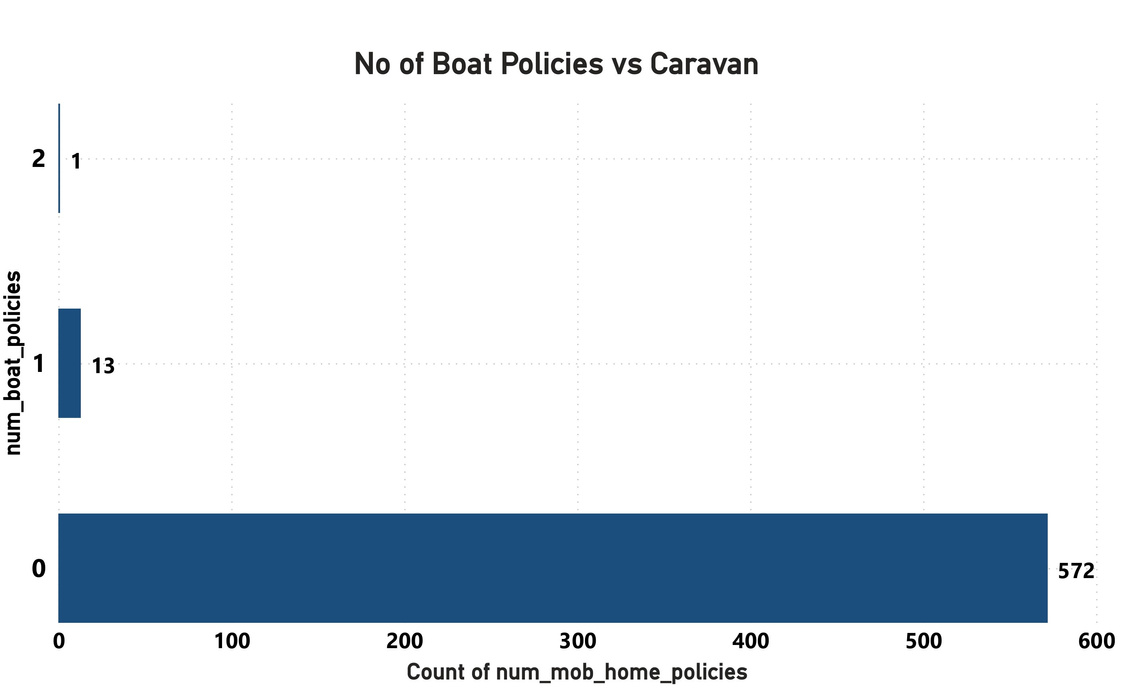 No of Boat Policies vs Caravan
2
1
num_boat_policies
1
13
0
572
0 100 200 300 400 500 600
Count of num_mob_home_policies